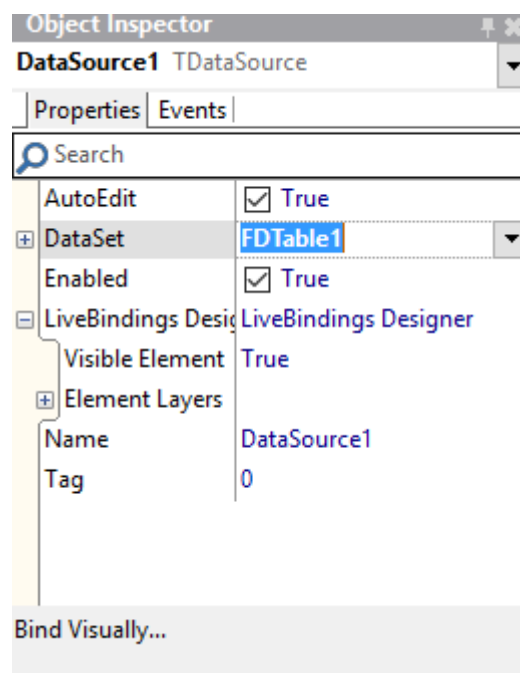 Object Inspector
DataSource1 TDataSource
Properties Events
Search
AutoEdit True
DataSet FDTable1
Enabled True
LiveBindings Desig LiveBindings Designer
Visible Element True
Element Layers
Name DataSource1
Tag 0
Bind Visually...